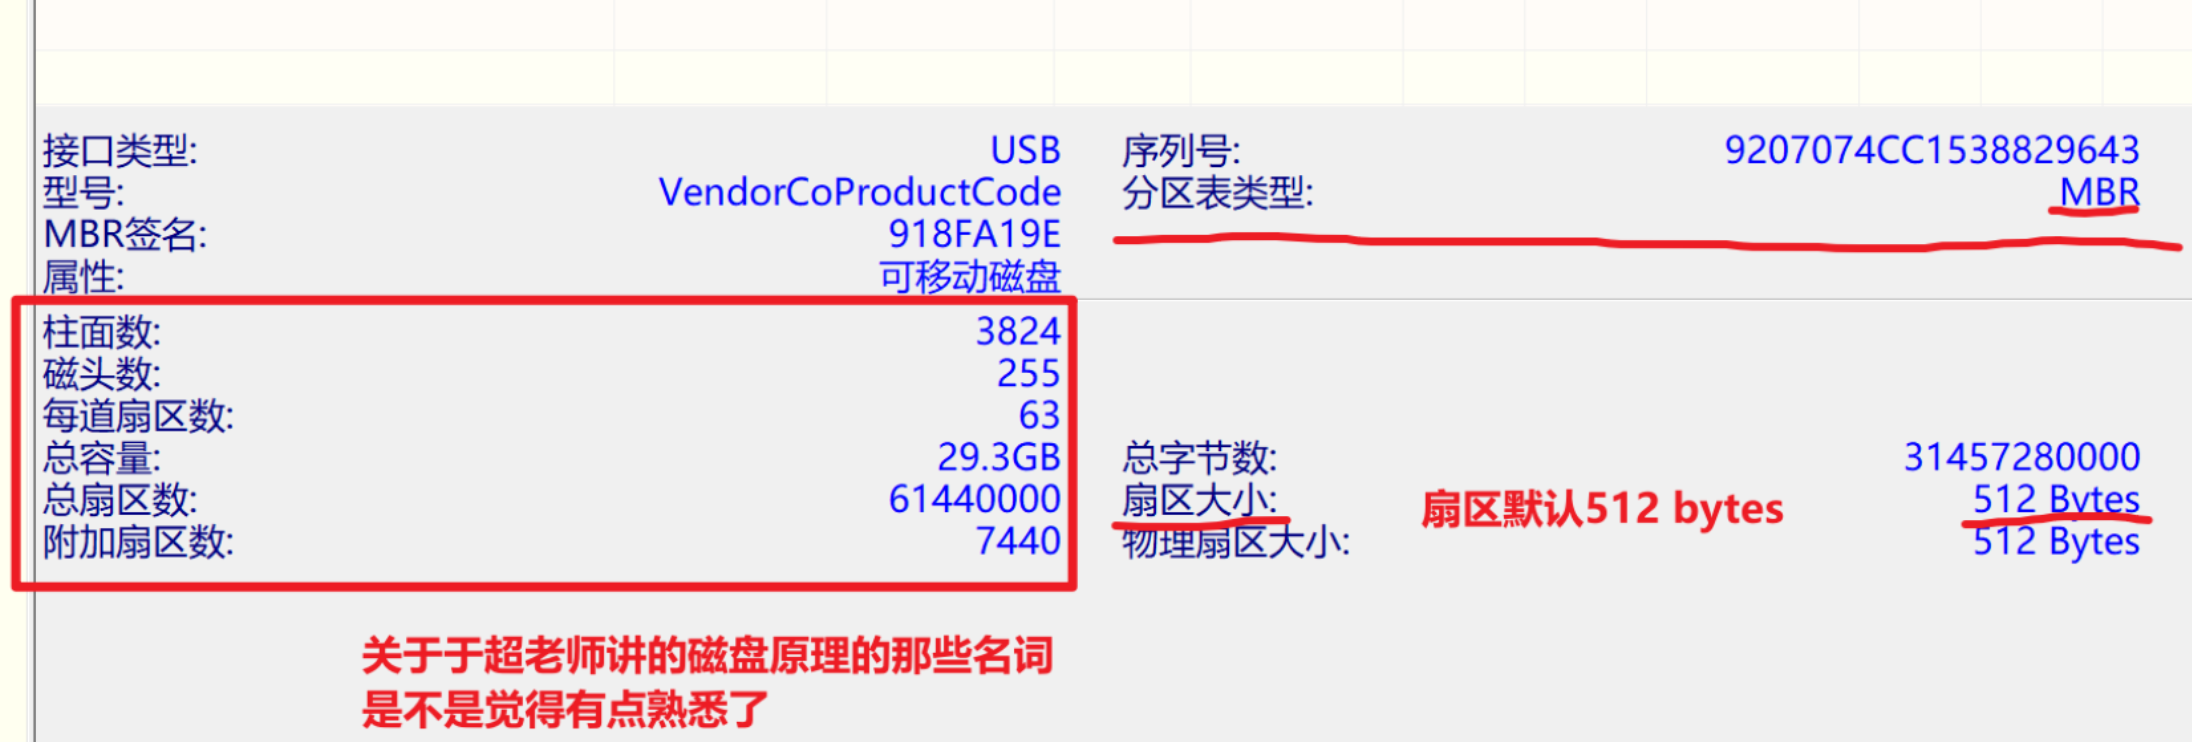 接口类型: USB 序列号: 9207074CC1538829643
型号: VendorCoProductCode 分区表类型: MBR
MBR签名: 918FA19E
属性: 可移动磁盘
柱面数: 3824
磁头数: 255
每道扇区数: 63
总容量: 29.3GB 总字节数: 31457280000
总扇区数: 61440000 扇区大小: 扇区默认512 bytes 512 Bytes
附加扇区数: 7440 物理扇区大小: 512 Bytes
关于于超老师讲的磁盘原理的那些名词
是不是觉得有点熟悉了